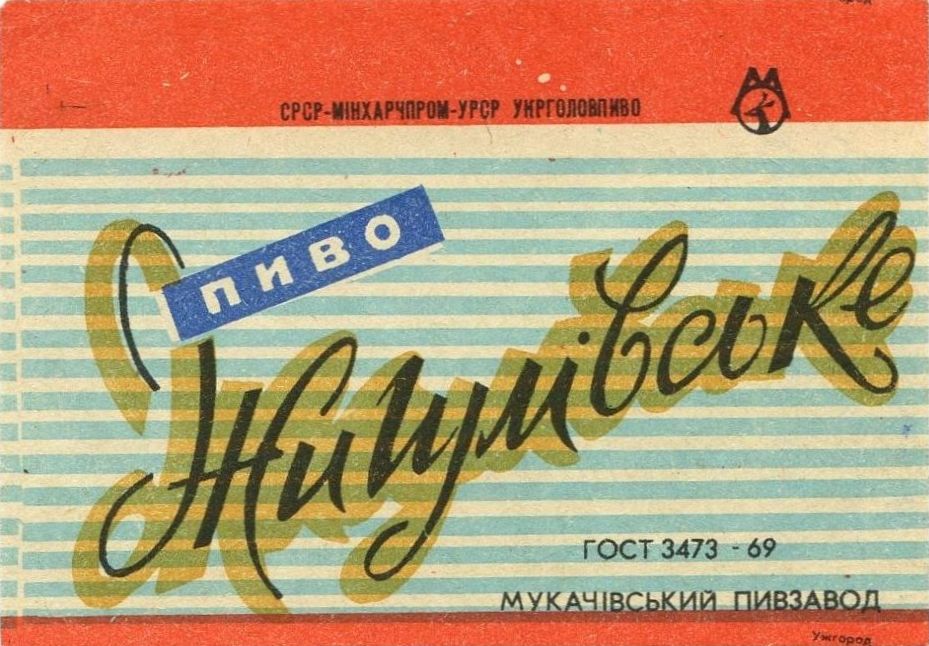 СРСР-МІНХАРЧПРОМ-УРСР УКРГОЛОВПИВО
ПИВО
Жигулівське
ГОСТ 3473 - 69
МУКАЧІВСЬКИЙ ПИВЗАВОД
Ужгород